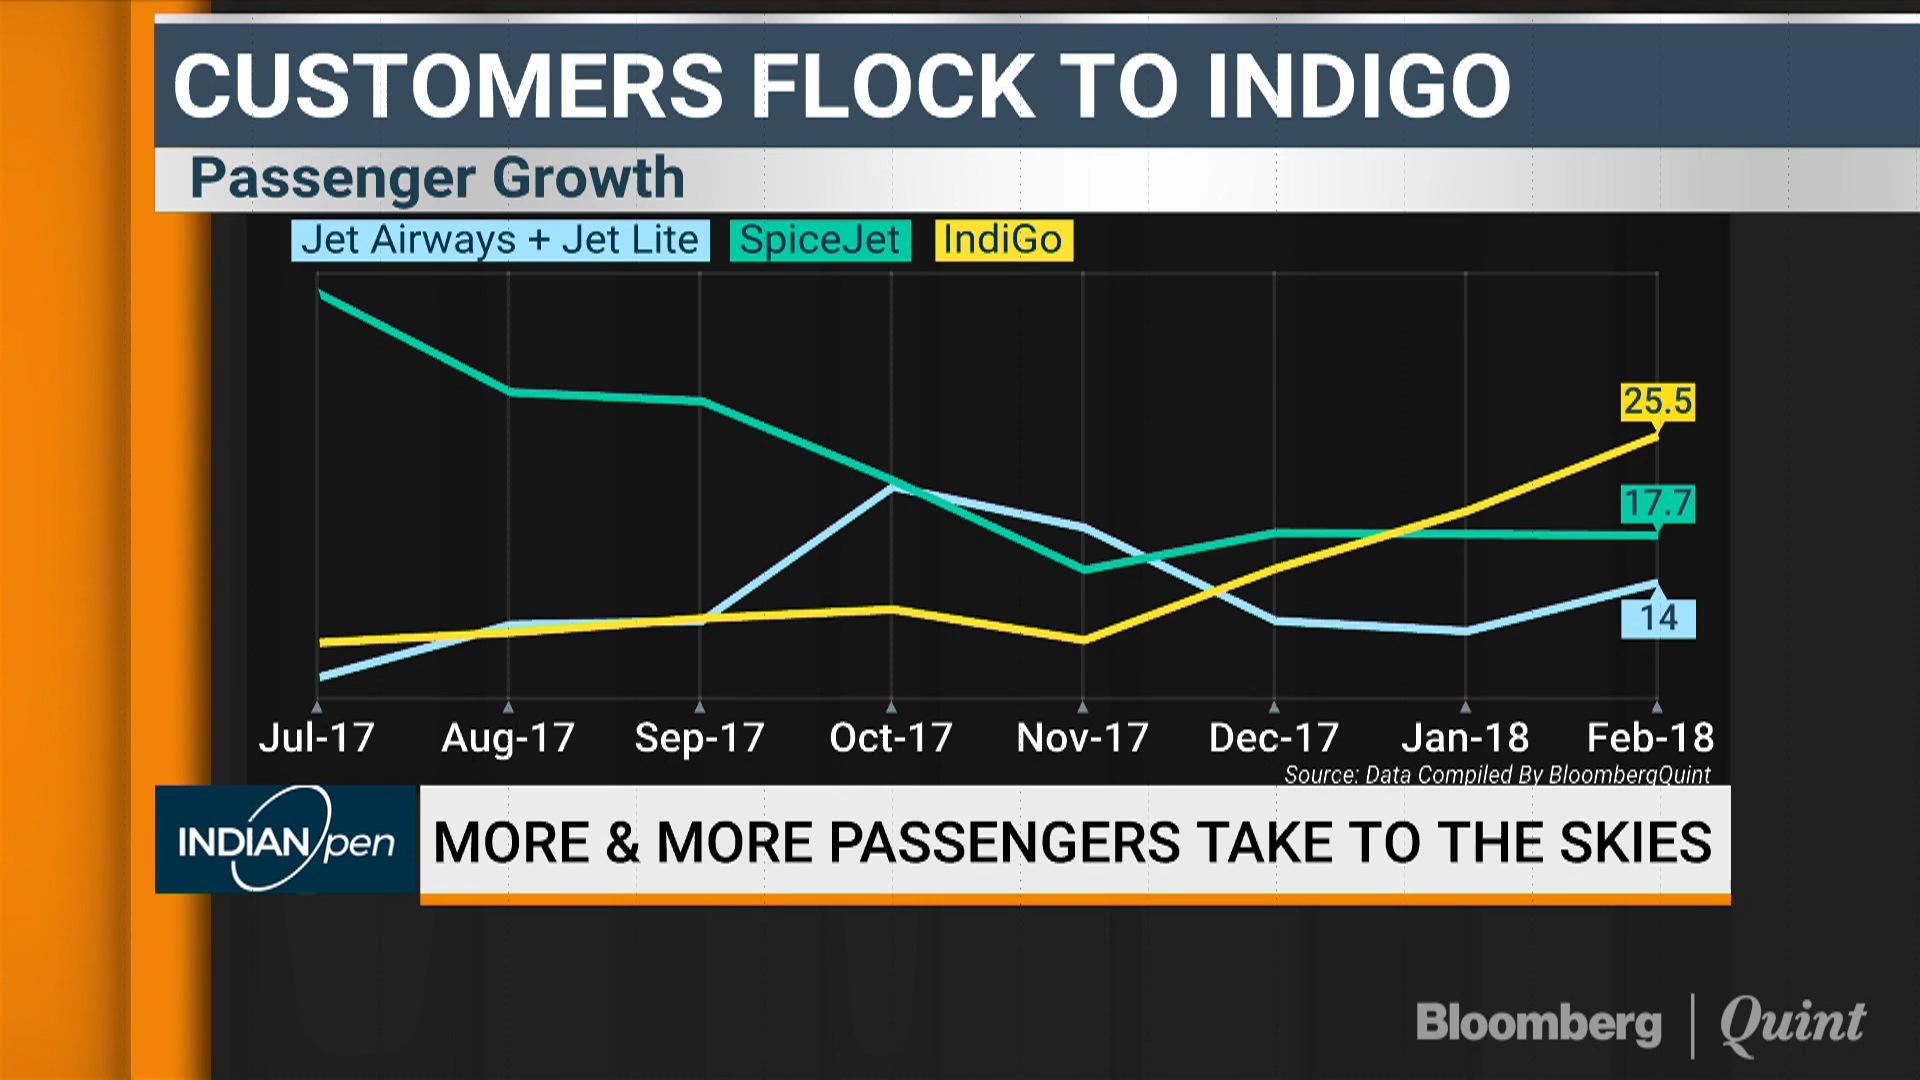 CUSTOMERS FLOCK TO INDIGO
Passenger Growth
Jet Airways + Jet Lite SpiceJet IndiGo
25.5
17.7
14
Jul-17 Aug-17 Sep-17 Oct-17 Nov-17 Dec-17 Jan-18 Feb-18
Source: Data Compiled By BloombergQuint
INDIAN Open
MORE & MORE PASSENGERS TAKE TO THE SKIES
Bloomberg | Quint